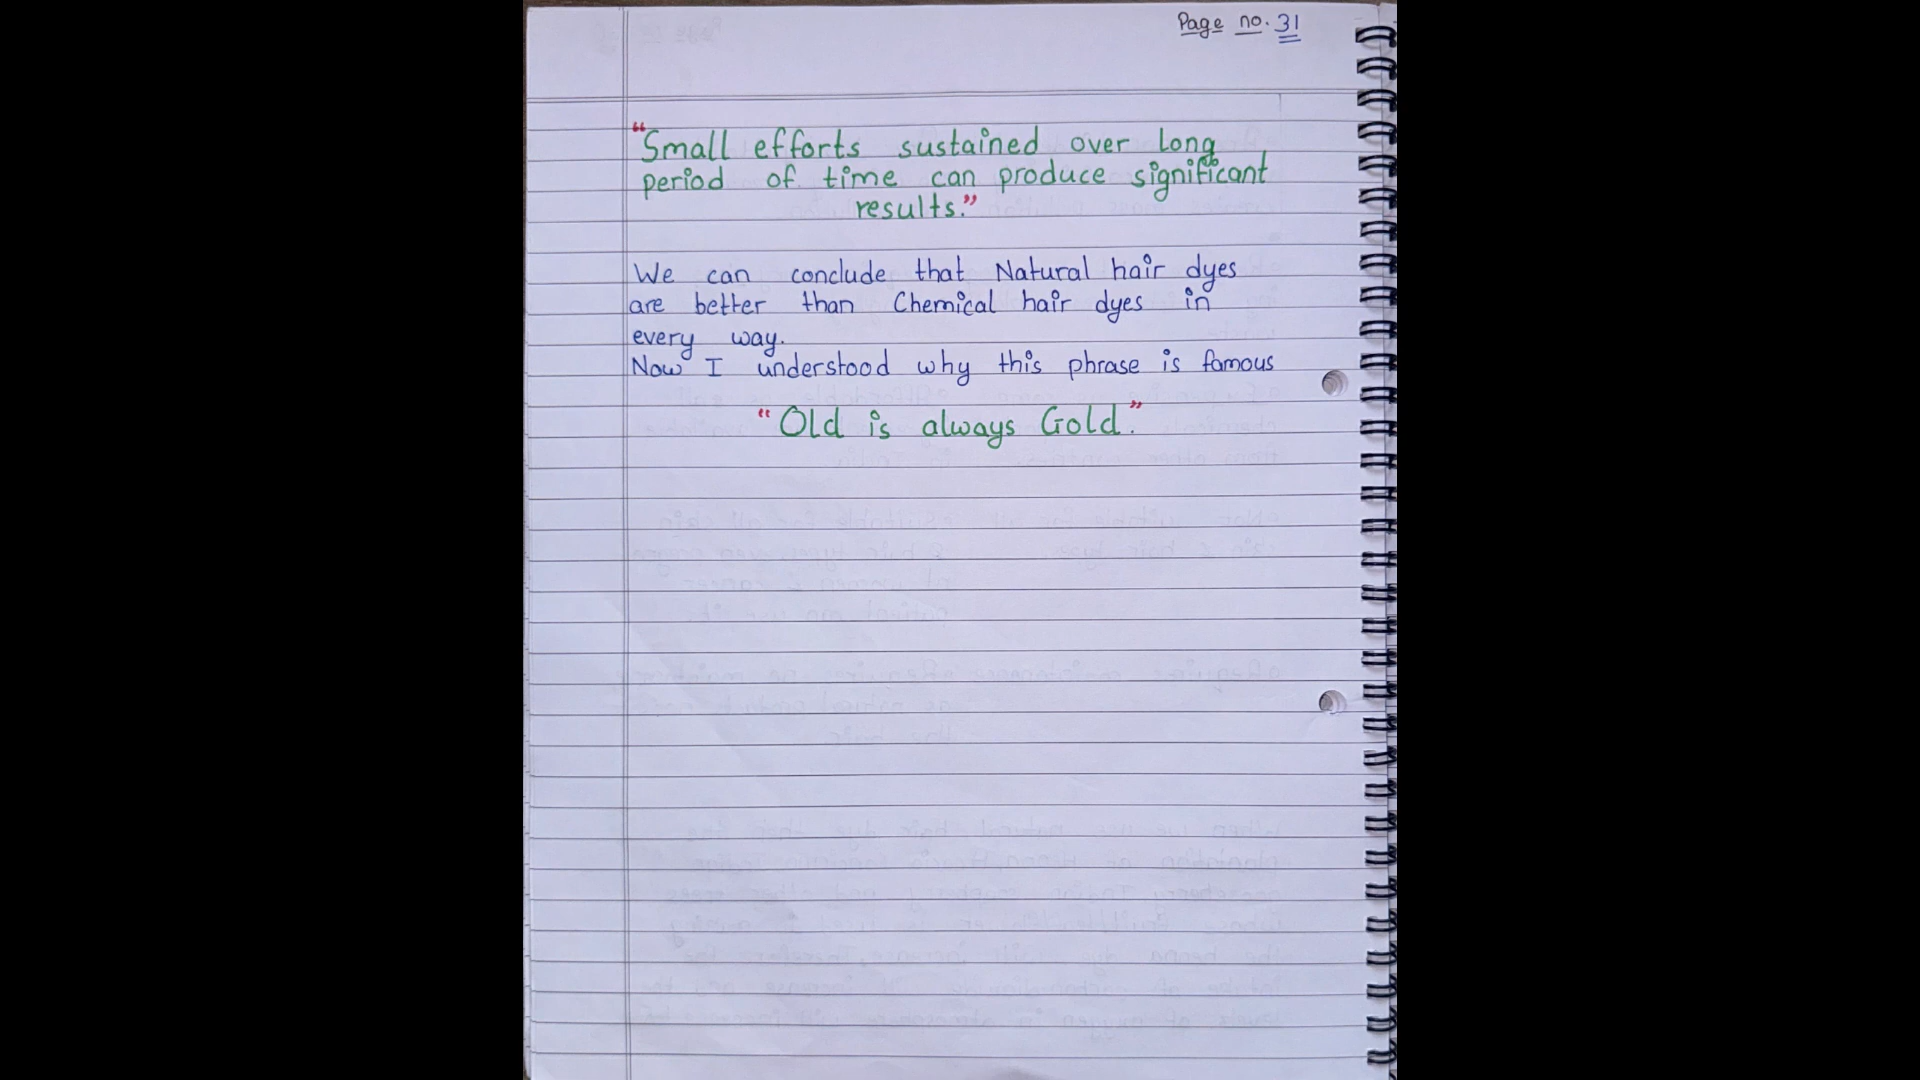 Page no. 31
"Small efforts sustained over long
period of time can produce significant
results."
We can conclude that Natural hair dyes
are better than Chemical hair dyes in
every way.
Now I understood why this phrase is famous
"Old is always Gold."